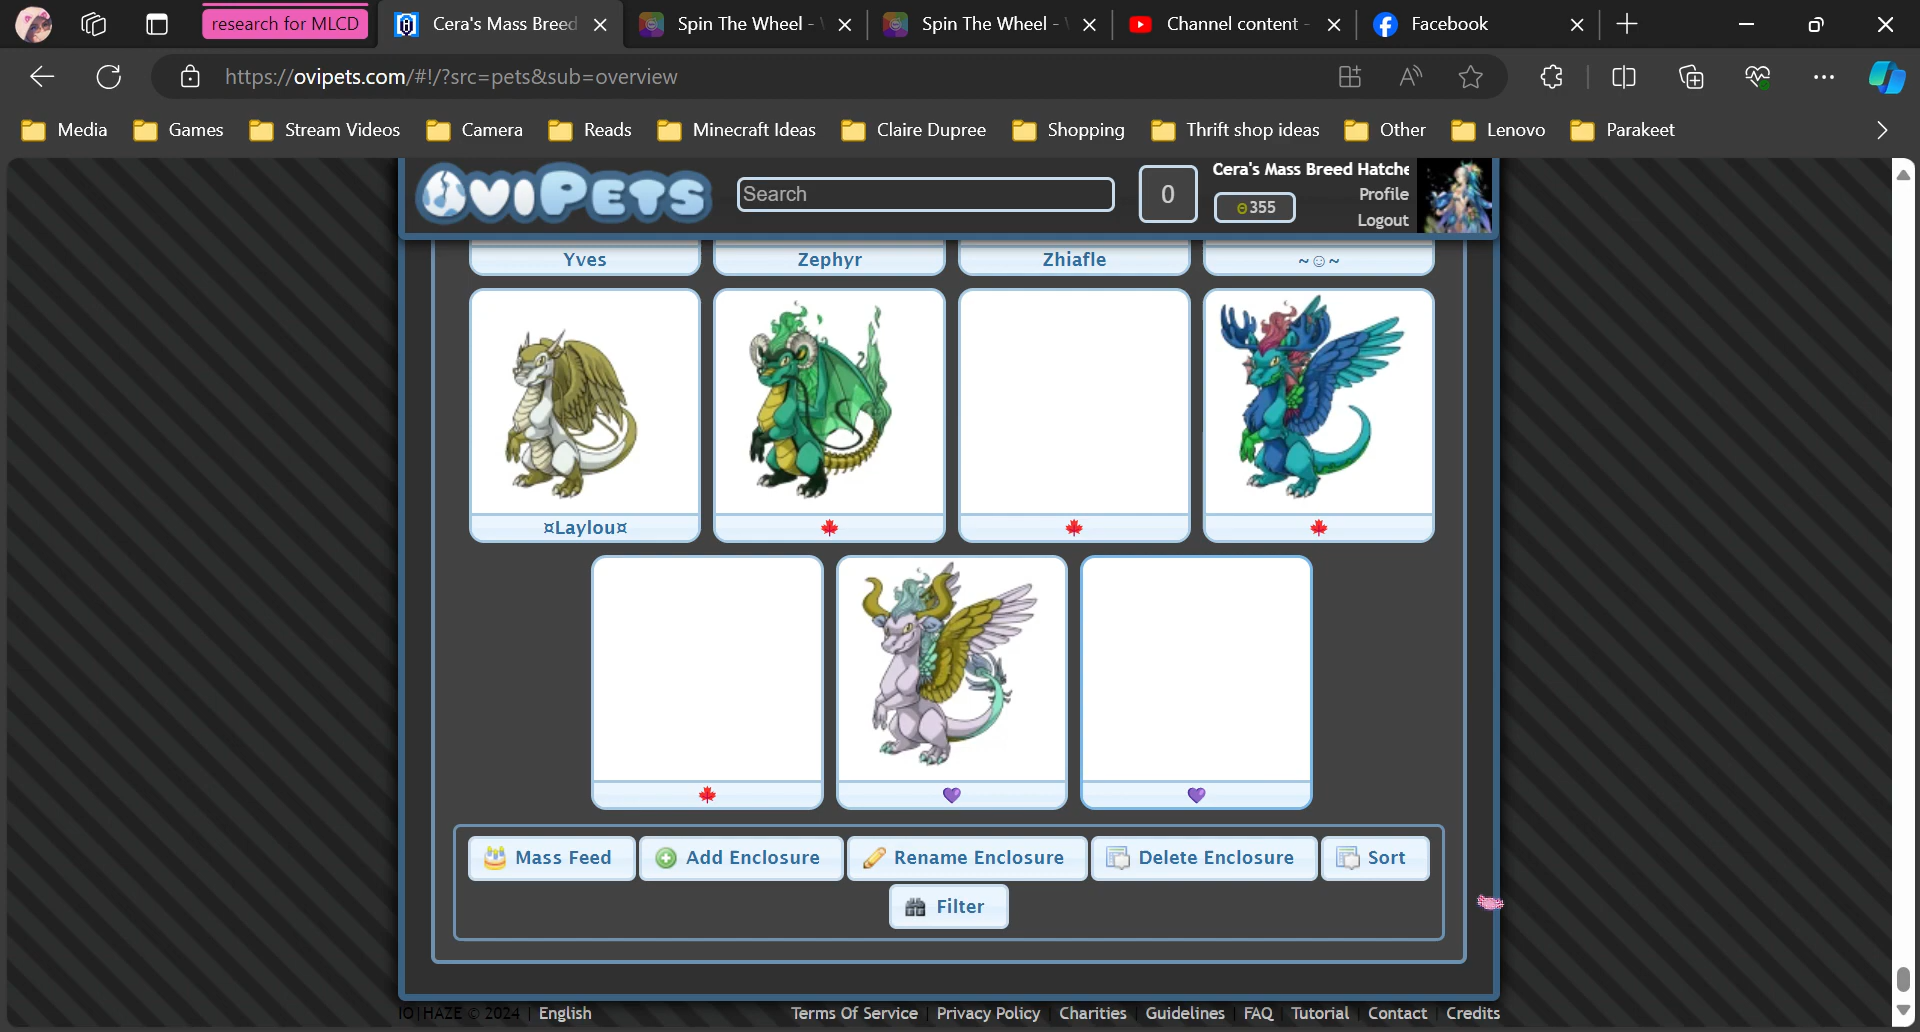 research for MLCD
Cera's Mass Breed
Spin The Wheel -
Spin The Wheel -
Channel content -
Facebook
https://ovipets.com/#!/?src=pets&sub=overview
Media
Games
Stream Videos
Camera
Reads
Minecraft Ideas
Claire Dupree
Shopping
Thrift shop ideas
Other
Lenovo
Parakeet
OviPets
Search
0
Cera's Mass Breed Hatche
355
Profile
Logout
Yves
Zephyr
Zhiafle
~☺~
¤Laylou¤
🍁
🍁
🍁
🍁
💜
💜
Mass Feed
Add Enclosure
Rename Enclosure
Delete Enclosure
Sort
Filter
IO|HAZE © 2024 | English
Terms Of Service | Privacy Policy | Charities | Guidelines | FAQ | Tutorial | Contact | Credits